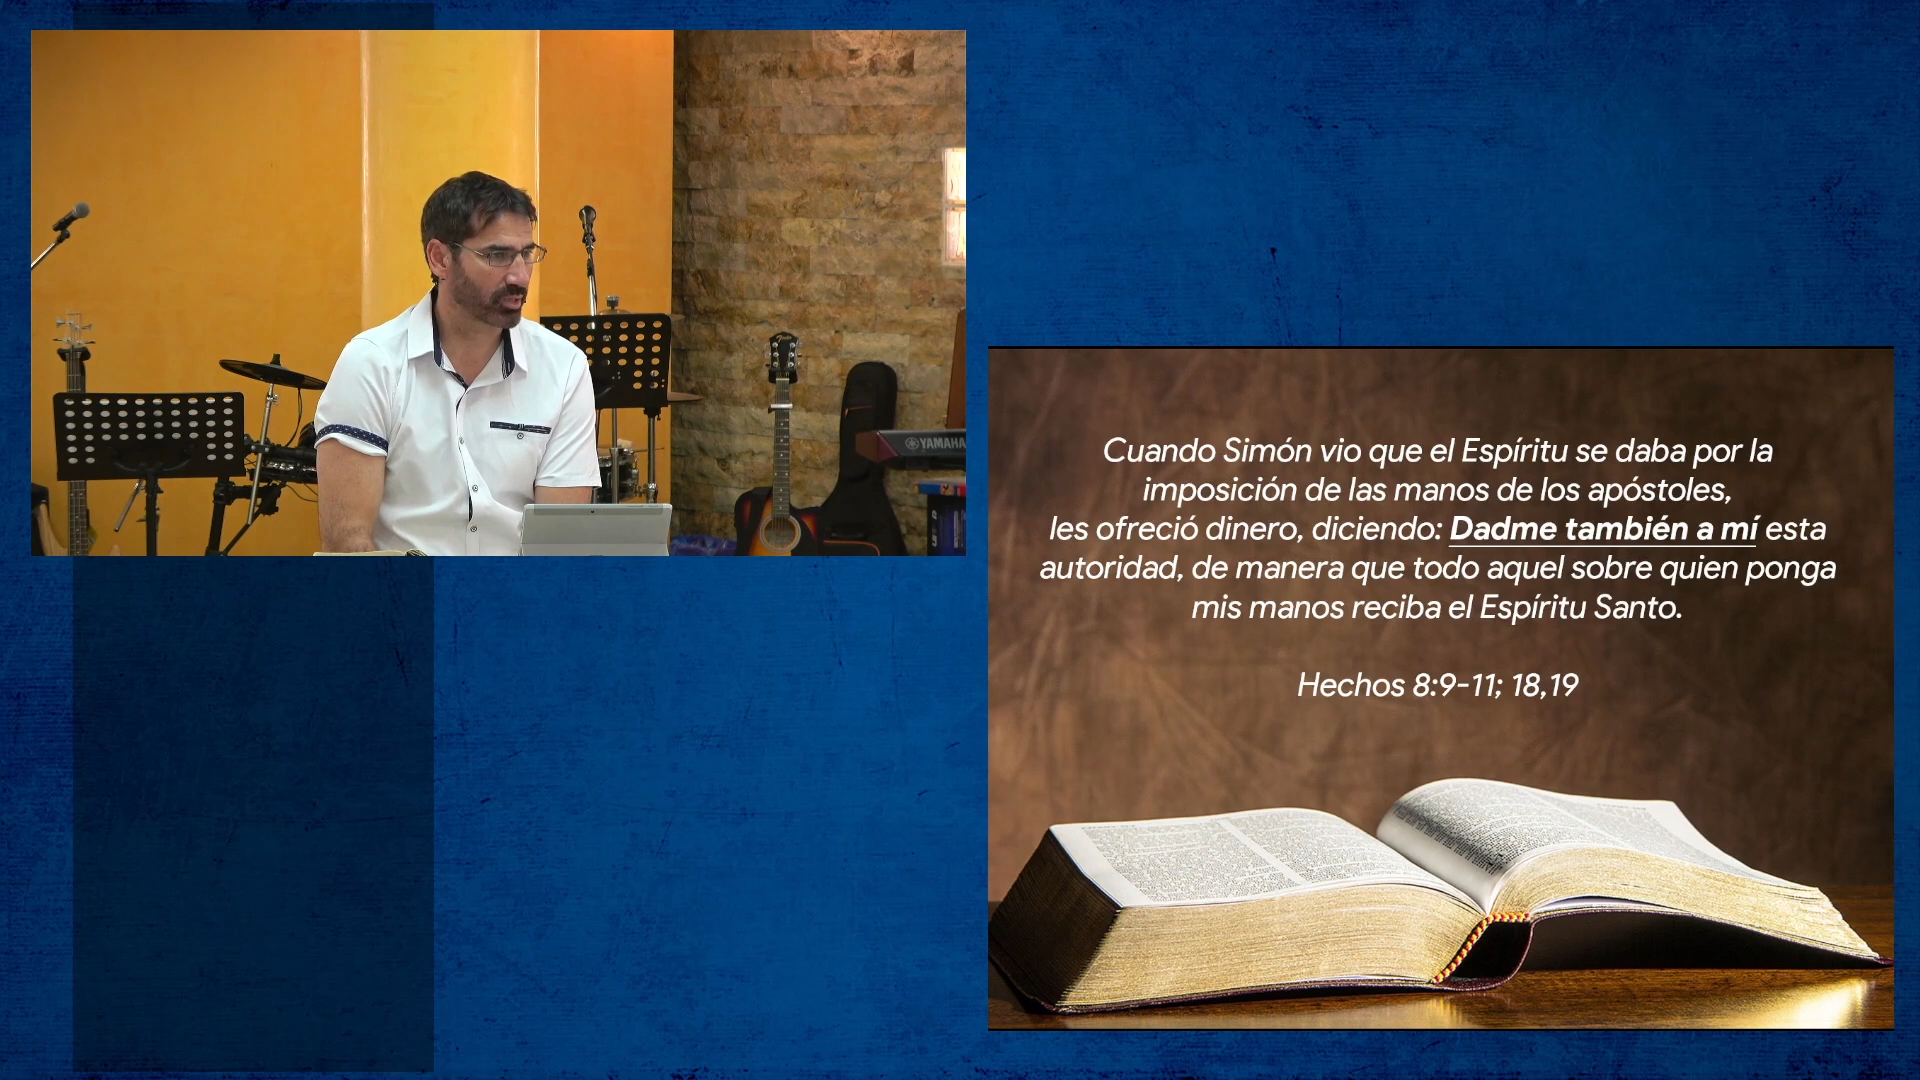 Fender
YAMAHA
Cuando Simón vio que el Espíritu se daba por la
imposición de las manos de los apóstoles,
les ofreció dinero, diciendo: Dadme también a mí esta
autoridad, de manera que todo aquel sobre quien ponga
mis manos reciba el Espíritu Santo.
Hechos 8:9-11; 18,19